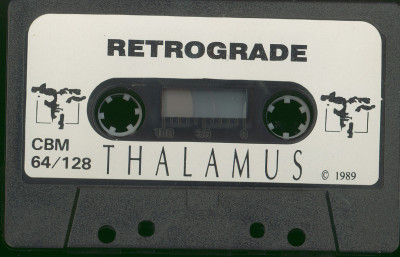 RETROGRADE
CBM
64/128
THALAMUS
© 1989